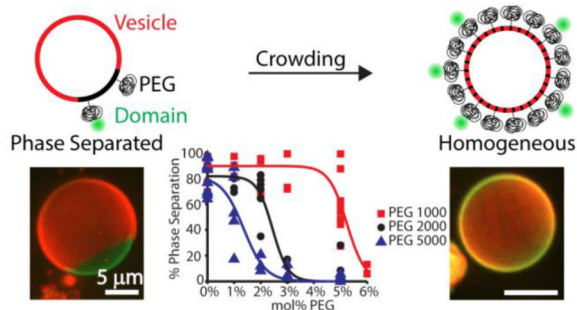 Vesicle
PEG
Domain
Crowding
Phase Separated
Homogeneous
5 μm
% Phase Separation
100
80
60
40
20
0
0% 1% 2% 3% 4% 5% 6%
mol% PEG
PEG 1000
PEG 2000
PEG 5000